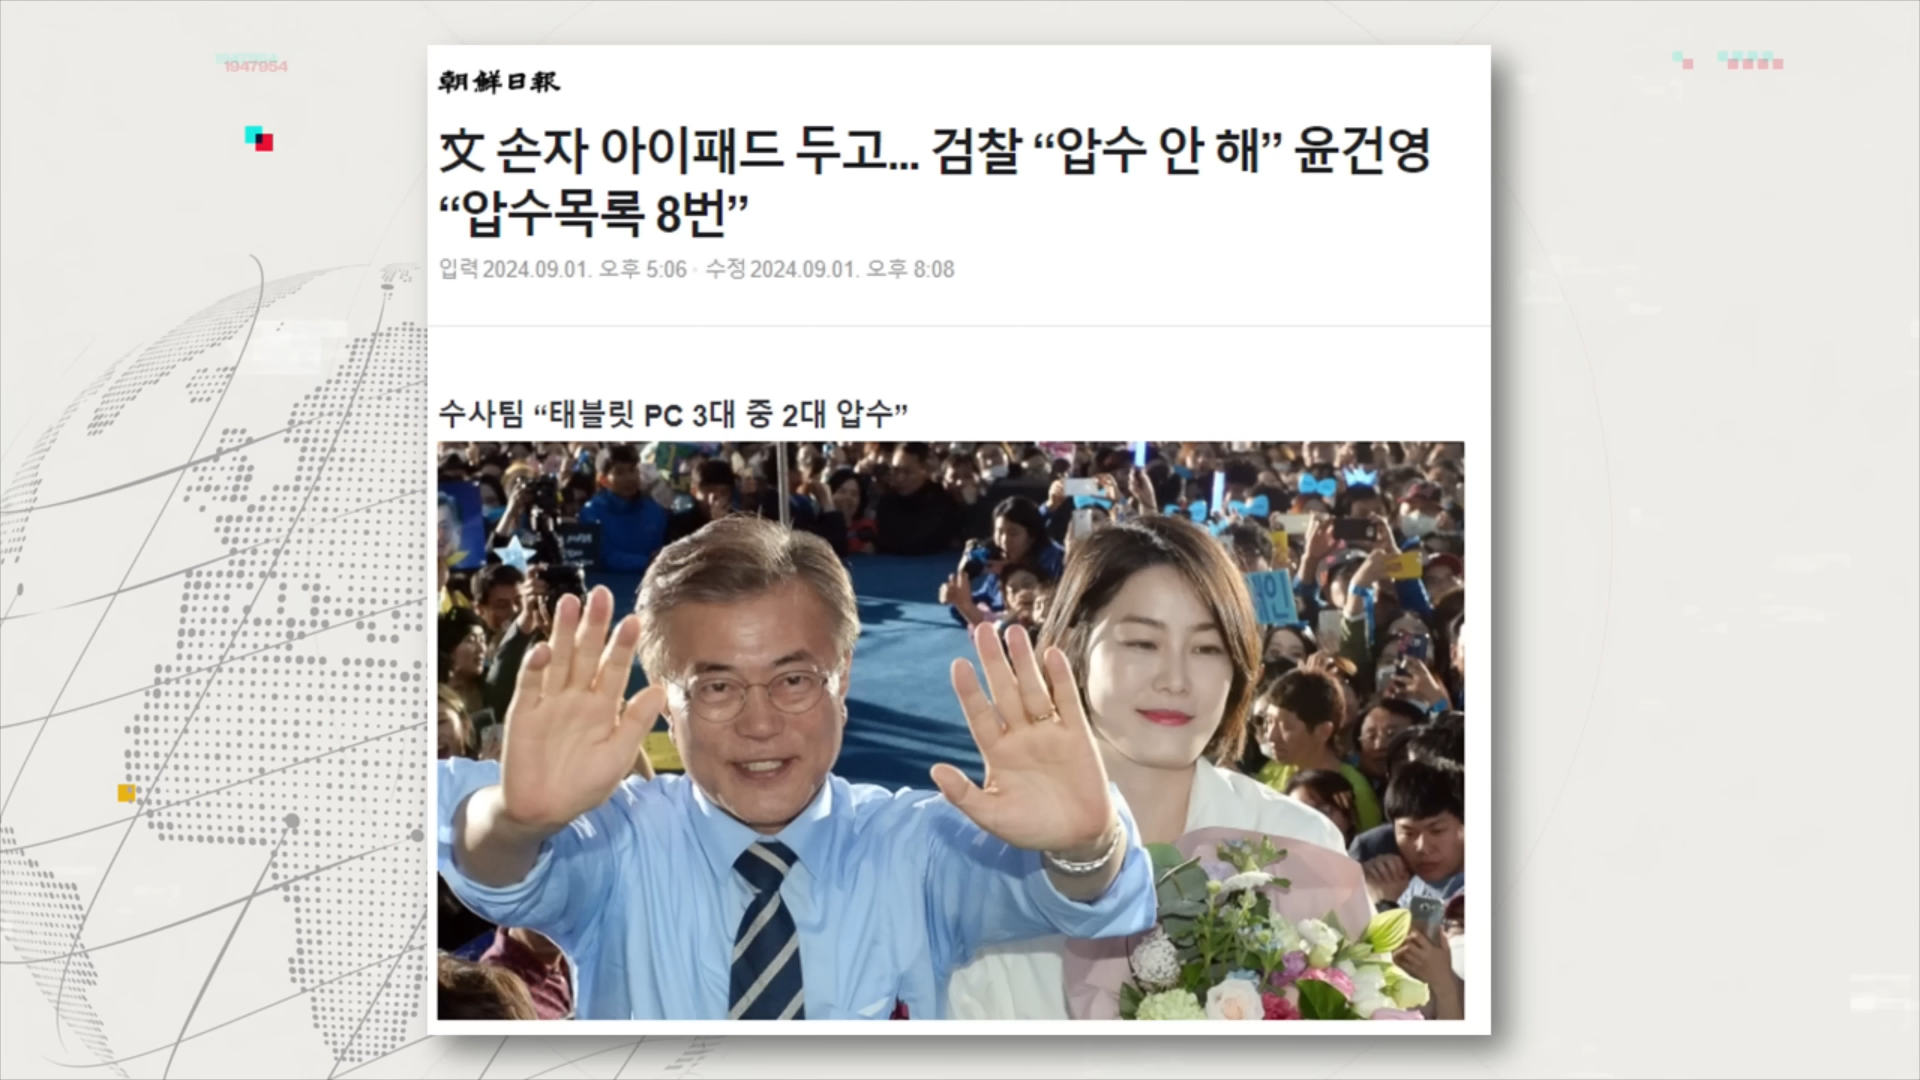 1947954
朝鮮日報
文 손자 아이패드 두고... 검찰 “압수 안 해” 윤건영
“압수목록 8번”
입력 2024.09.01. 오후 5:06 · 수정 2024.09.01. 오후 8:08
수사팀 “태블릿 PC 3대 중 2대 압수”
인